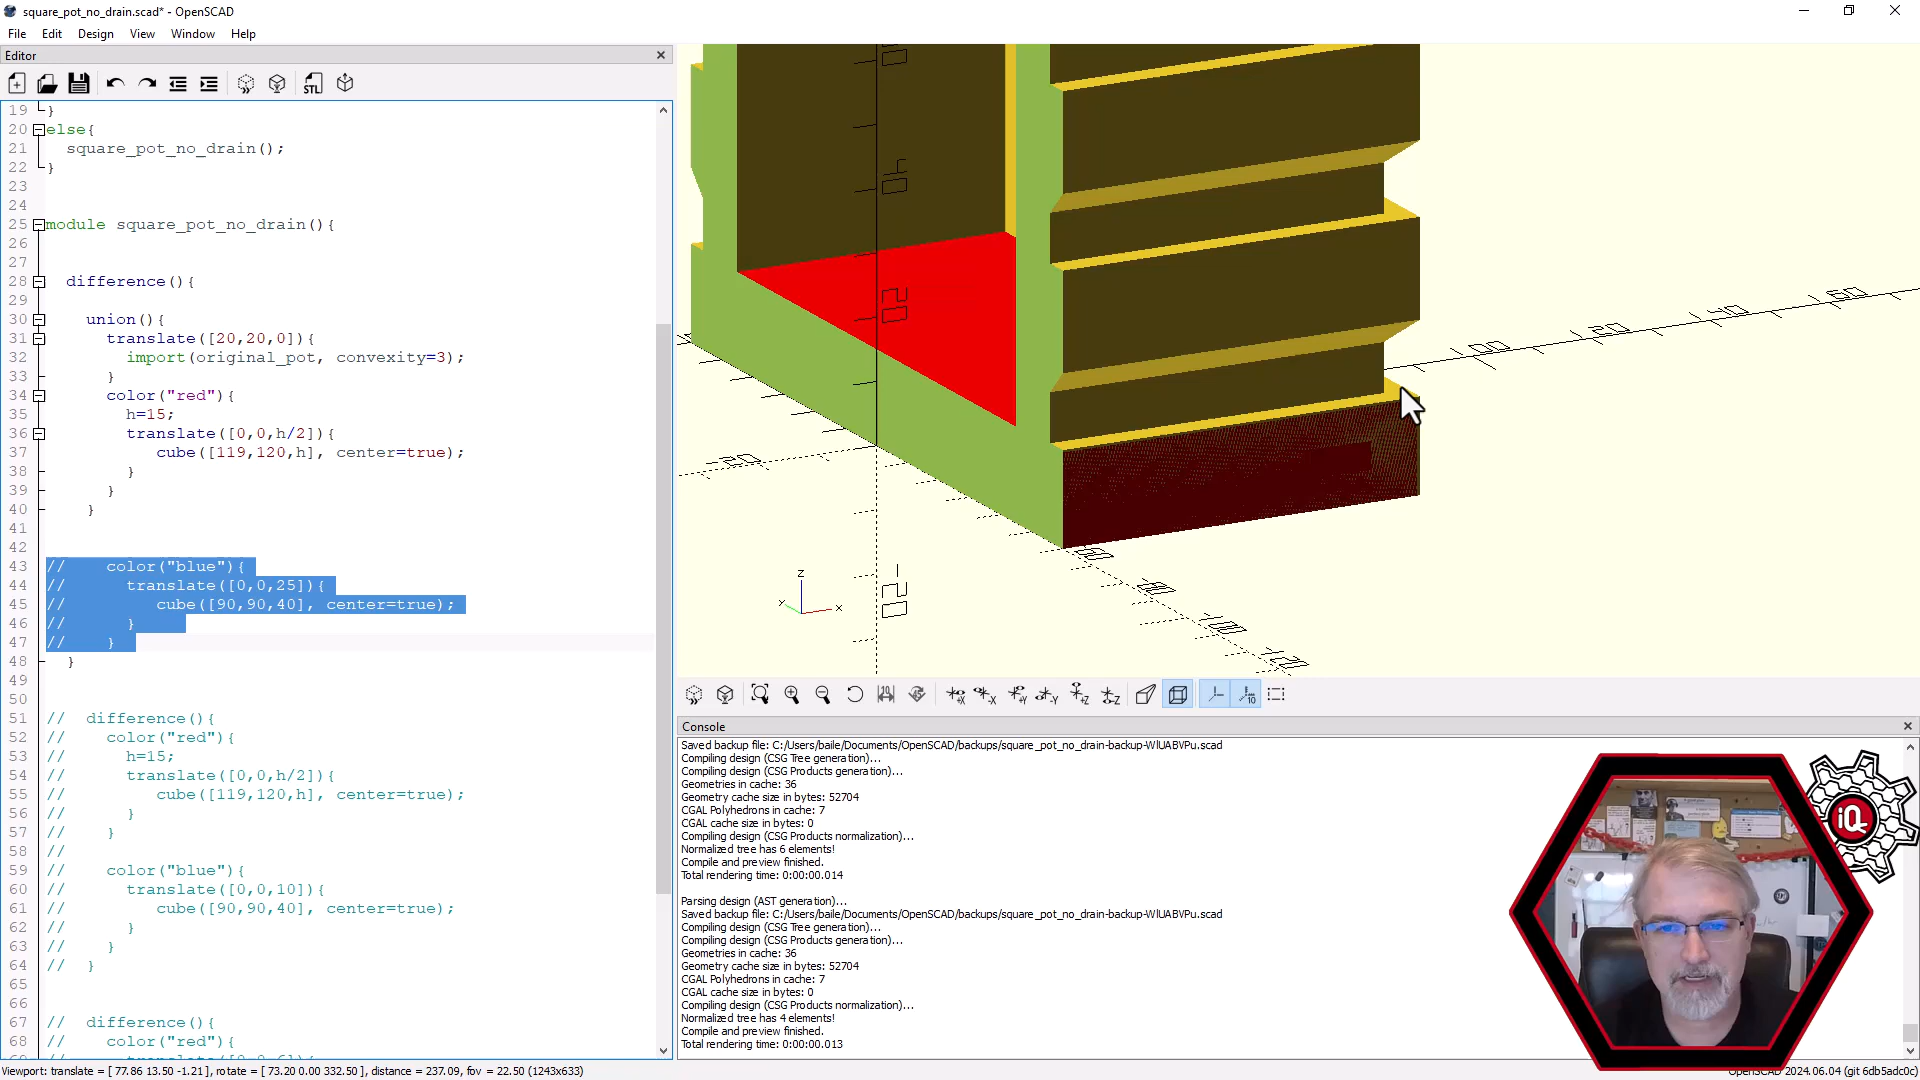 square_pot_no_drain.scad* - OpenSCAD
File Edit Design View Window Help
Editor
STL
19 }
20 else{
21 square_pot_no_drain();
22 }
23
24
25 module square_pot_no_drain(){
26
27
28 difference(){
29
30 union(){
31 translate([20,20,0]){
32 import(original_pot, convexity=3);
33 }
34 color("red"){
35 h=15;
36 translate([0,0,h/2]){
37 cube([119,120,h], center=true);
38 }
39 }
40 }
41
42
43 // color("blue"){
44 // translate([0,0,25]){
45 // cube([90,90,40], center=true);
46 // }
47 // }
48 }
49
50
51 // difference(){
52 // color("red"){
53 // h=15;
54 // translate([0,0,h/2]){
55 // cube([119,120,h], center=true);
56 // }
57 // }
58 //
59 // color("blue"){
60 // translate([0,0,10]){
61 // cube([90,90,40], center=true);
62 // }
63 // }
64 // }
65
66
67 // difference(){
68 // color("red"){
Console
Saved backup file: C:/Users/baile/Documents/OpenSCAD/backups/square_pot_no_drain-backup-WlUABVPu.scad
Compiling design (CSG Tree generation)...
Compiling design (CSG Products generation)...
Geometries in cache: 36
Geometry cache size in bytes: 52704
CGAL Polyhedrons in cache: 7
CGAL cache size in bytes: 0
Compiling design (CSG Products normalization)...
Normalized tree has 6 elements!
Compile and preview finished.
Total rendering time: 0:00:00.014
Parsing design (AST generation)...
Saved backup file: C:/Users/baile/Documents/OpenSCAD/backups/square_pot_no_drain-backup-WlUABVPu.scad
Compiling design (CSG Tree generation)...
Compiling design (CSG Products generation)...
Geometries in cache: 36
Geometry cache size in bytes: 52704
CGAL Polyhedrons in cache: 7
CGAL cache size in bytes: 0
Compiling design (CSG Products normalization)...
Normalized tree has 4 elements!
Compile and preview finished.
Total rendering time: 0:00:00.013
iQ
Viewport: translate = [ 77.86 13.50 -1.21 ], rotate = [ 73.20 0.00 332.50 ], distance = 237.09, fov = 22.50 (1243x633)
OpenSCAD 2024.06.04 (git 6db5adc0c)